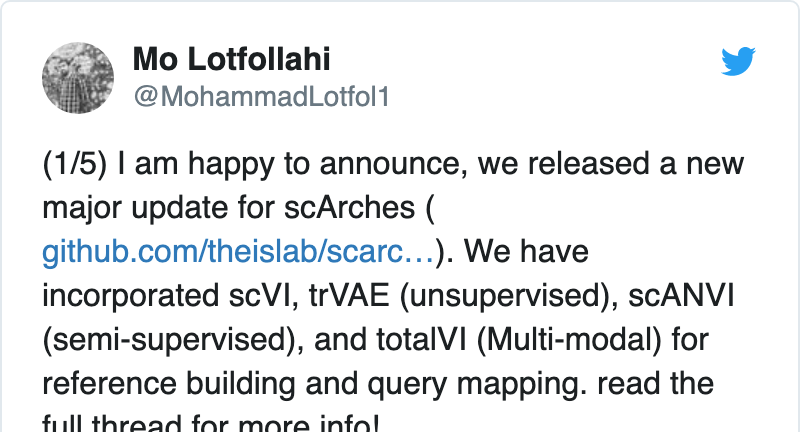 Mo Lotfollahi
@MohammadLotfol1
(1/5) I am happy to announce, we released a new
major update for scArches (
github.com/theislab/scarc…). We have
incorporated scVI, trVAE (unsupervised), scANVI
(semi-supervised), and totalVI (Multi-modal) for
reference building and query mapping. read the
full thread for more info!